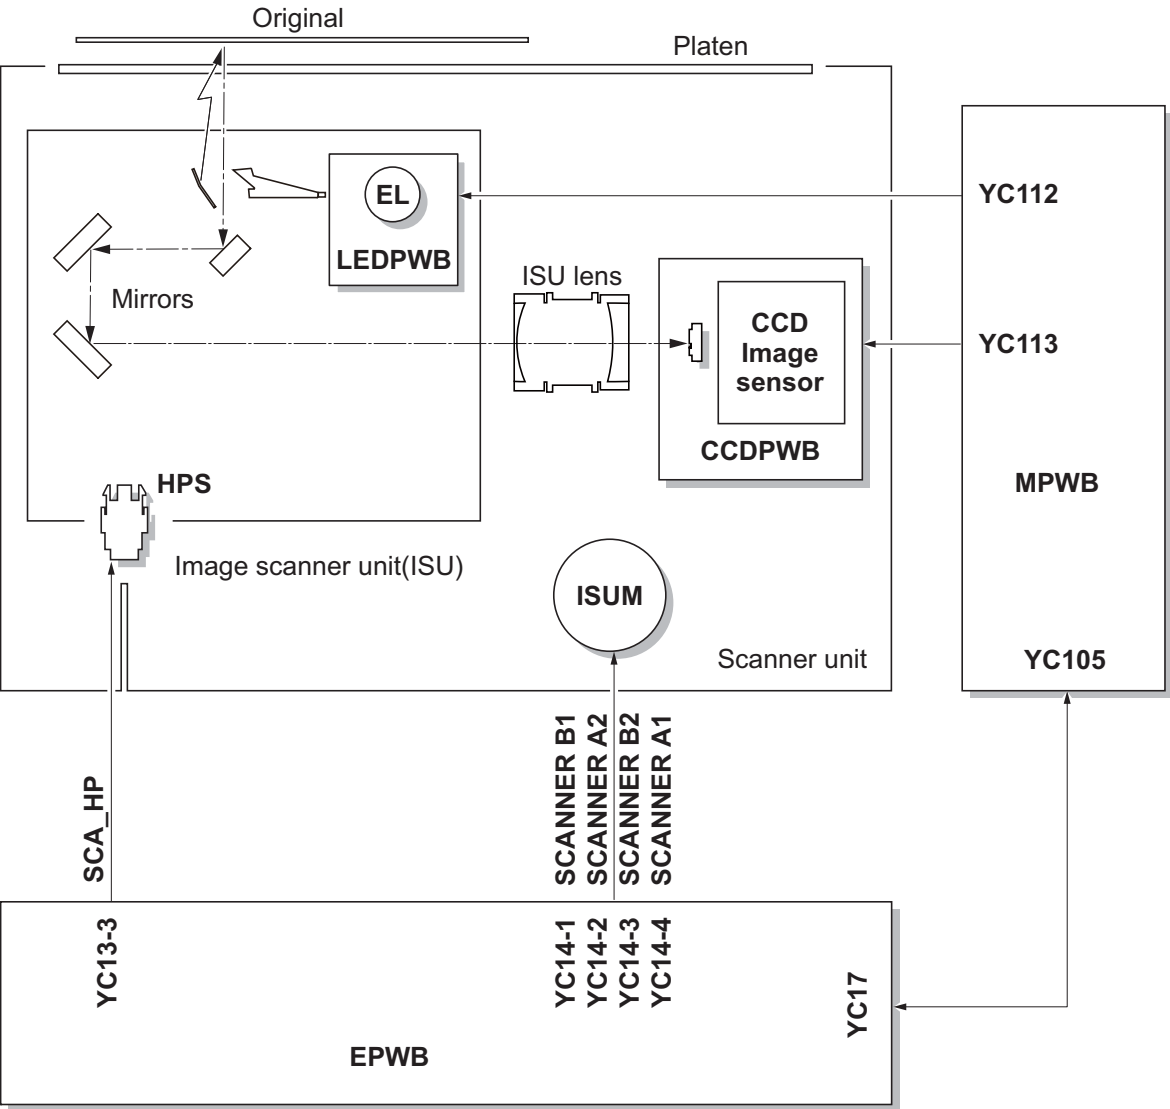 Original
Platen
EL
LEDPWB
YC112
ISU lens
Mirrors
CCD
Image
sensor
CCDPWB
YC113
MPWB
HPS
Image scanner unit(ISU)
ISUM
Scanner unit
YC105
SCA_HP
SCANNER B1
SCANNER A2
SCANNER B2
SCANNER A1
YC13-3
YC14-1
YC14-2
YC14-3
YC14-4
YC17
EPWB